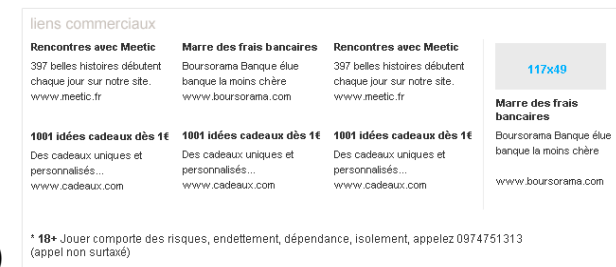 liens commerciaux
Rencontres avec Meetic
397 belles histoires débutent
chaque jour sur notre site.
www.meetic.fr
Marre des frais bancaires
Boursorama Banque élue
banque la moins chère
www.boursorama.com
Rencontres avec Meetic
397 belles histoires débutent
chaque jour sur notre site.
www.meetic.fr
117x49
Marre des frais
bancaires
Boursorama Banque élue
banque la moins chère
www.boursorama.com
1001 idées cadeaux dès 1€
Des cadeaux uniques et
personnalisés...
www.cadeaux.com
1001 idées cadeaux dès 1€
Des cadeaux uniques et
personnalisés...
www.cadeaux.com
1001 idées cadeaux dès 1€
Des cadeaux uniques et
personnalisés...
www.cadeaux.com
* 18+ Jouer comporte des risques, endettement, dépendance, isolement, appelez 0974751313
(appel non surtaxé)